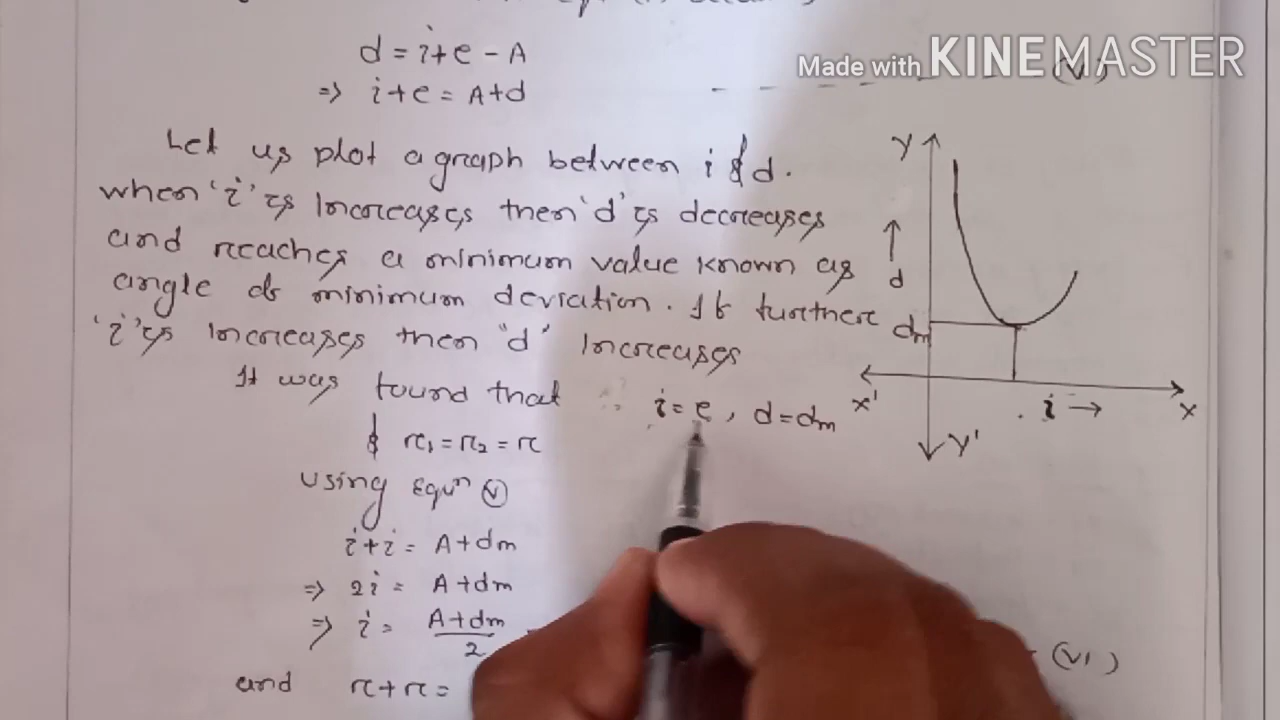 Made with KINEMASTER
d = i + e - A
=> i + e = A + d - - - - - (V)
Let us plot a graph between i & d.
when 'i' is Increases then 'd' is decreases
and reaches a minimum value known as
angle of minimum deviation. If further
'i' is Increases then "d" Increases
It was found that i = e, d = dm
& r₁ = r₂ = r
using Equⁿ (V)
i + i = A + dm
=> 2i = A + dm
=> i = A + dm / 2 - (VI)
and r + r =
Y
↑
d
dm
X'
i →
X
Y'